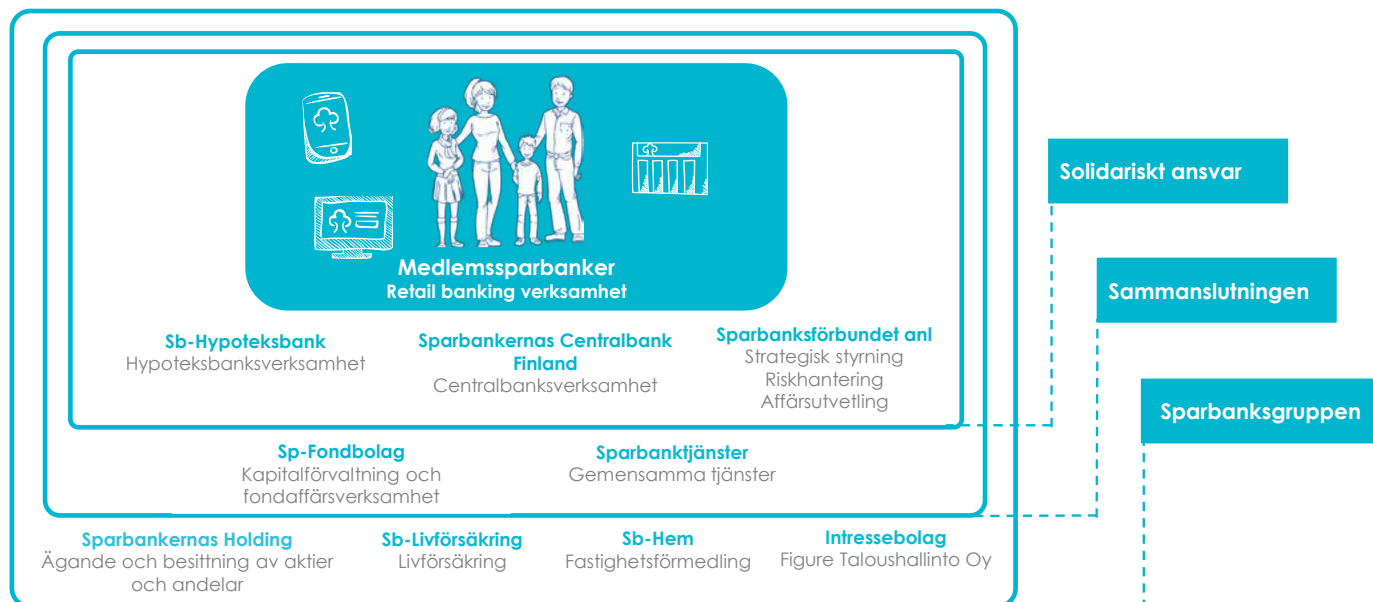 Medlemssparbanker
Retail banking verksamhet
Sb-Hypoteksbank
Hypoteksbanksverksamhet
Sparbankernas Centralbank
Finland
Centralbanksverksamhet
Sparbanksförbundet anl
Strategisk styrning
Riskhantering
Affärsutvetling
Sp-Fondbolag
Kapitalförvaltning och
fondaffärsverksamhet
Sparbanktjänster
Gemensamma tjänster
Sparbankernas Holding
Ägande och besittning av aktier
och andelar
Sb-Livförsäkring
Livförsäkring
Sb-Hem
Fastighetsförmedling
Intressebolag
Figure Taloushallinto Oy
Solidariskt ansvar
Sammanslutningen
Sparbanksgruppen